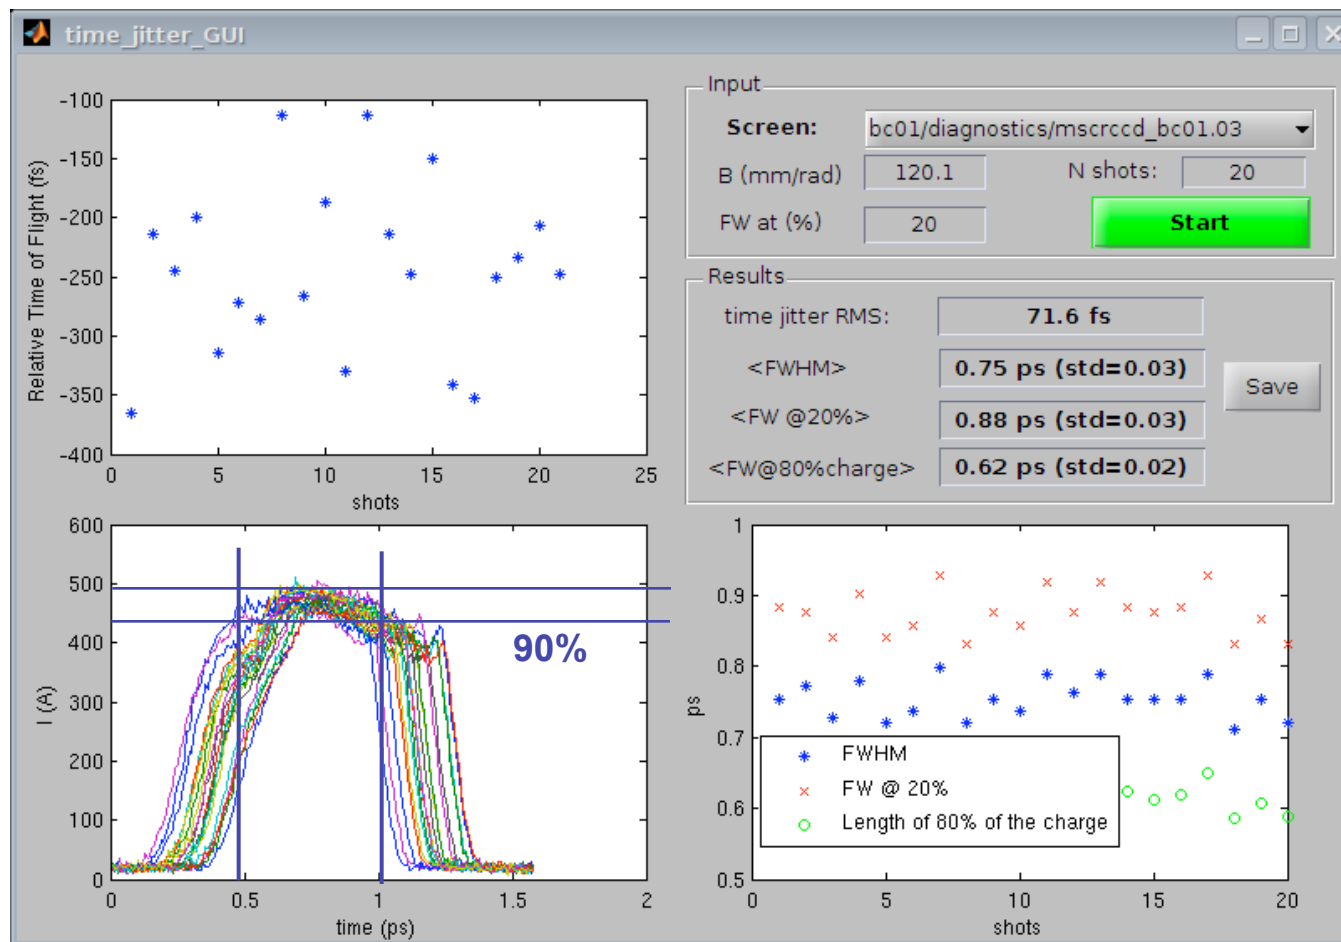 time_jitter_GUI
-100
-150
-200
-250
-300
-350
-400
0
5
10
15
20
25
Relative Time of Flight (fs)
shots
Input
Screen:
bc01/diagnostics/mscrccd_bc01.03
B (mm/rad)
120.1
N shots:
20
FW at (%)
20
Start
Results
time jitter RMS:
71.6 fs
<FWHM>
0.75 ps (std=0.03)
<FW @20%>
0.88 ps (std=0.03)
<FW@80%charge>
0.62 ps (std=0.02)
Save
600
500
400
300
200
100
0
0
0.5
1
1.5
2
I (A)
time (ps)
90%
1
0.9
0.8
0.7
0.6
0.5
0
5
10
15
20
ps
shots
FWHM
FW @ 20%
Length of 80% of the charge